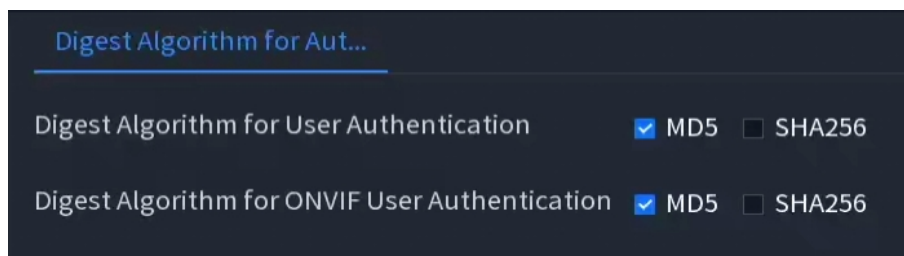 Digest Algorithm for Aut...
Digest Algorithm for User Authentication MD5 SHA256
Digest Algorithm for ONVIF User Authentication MD5 SHA256